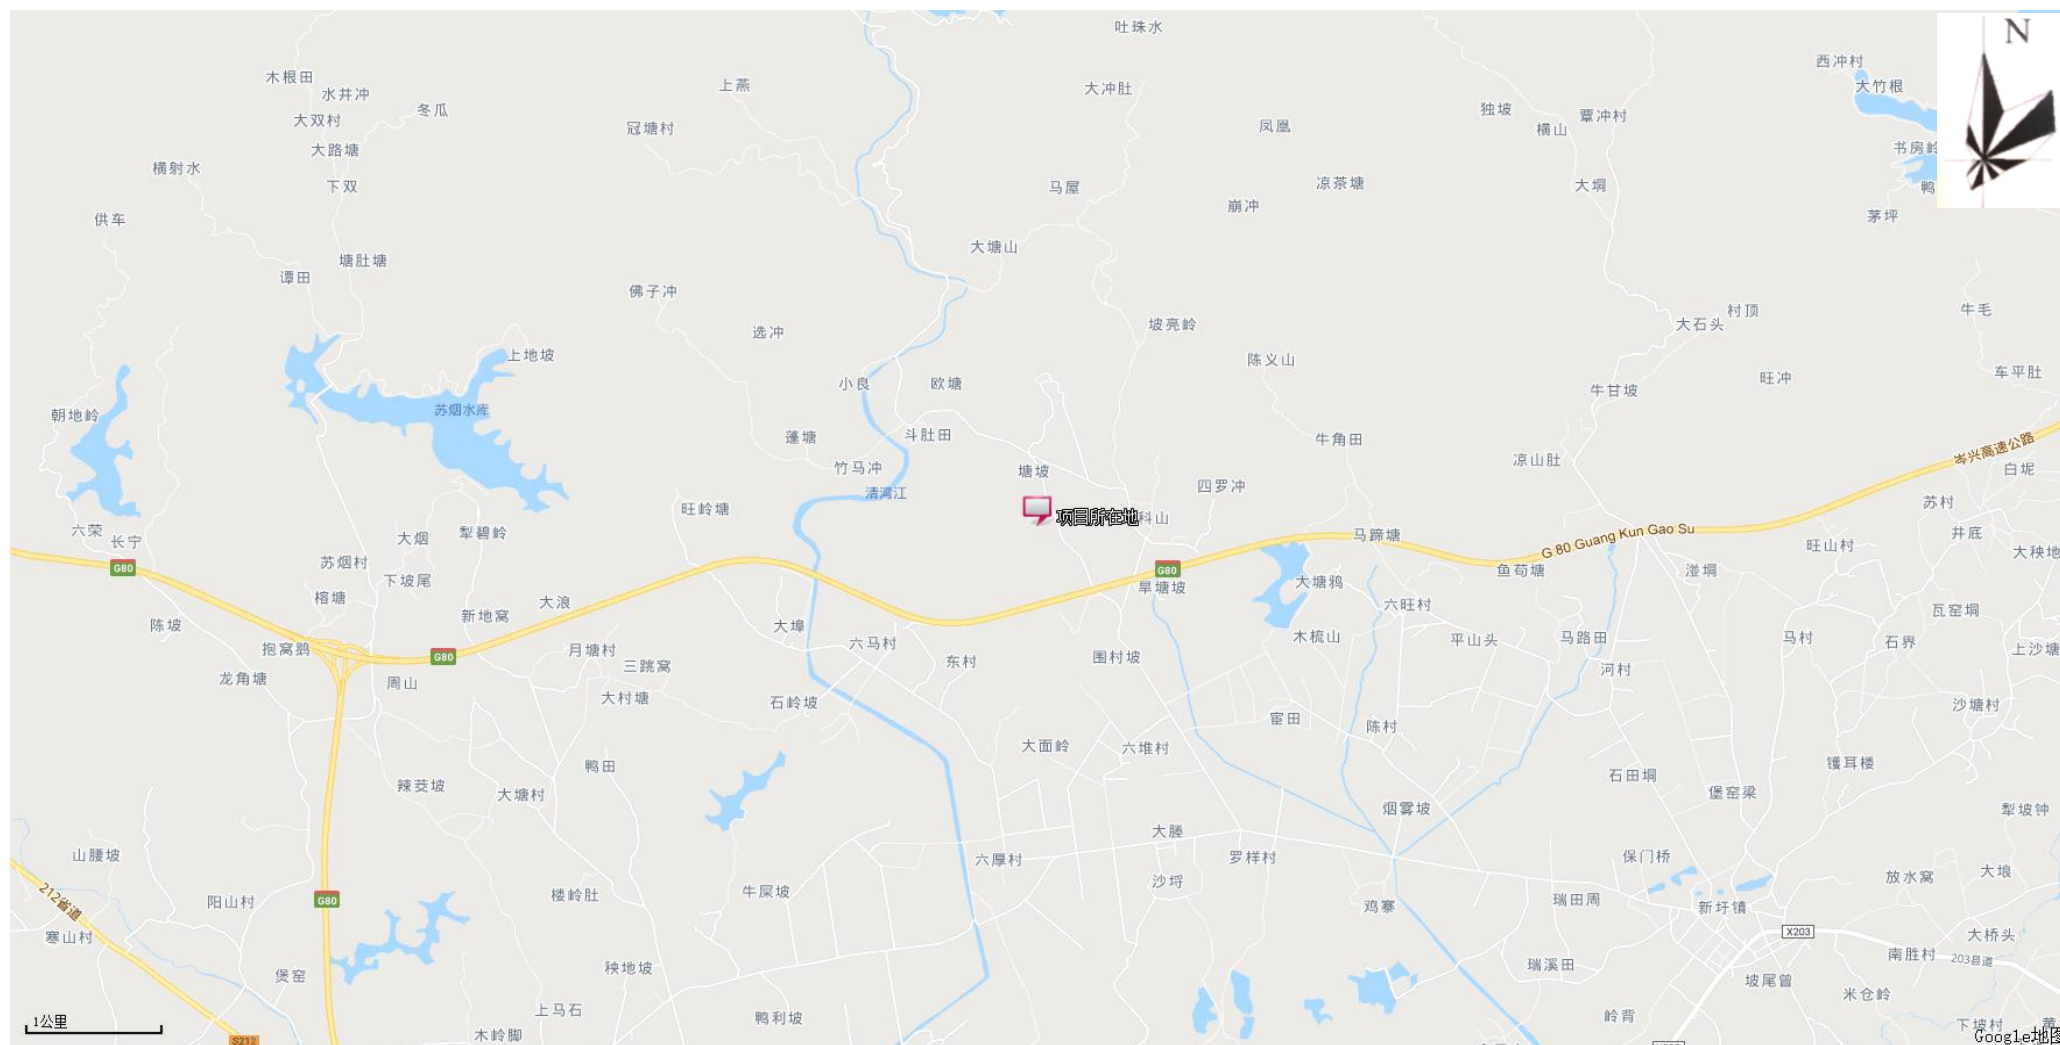 吐珠水
N
西冲村
木根田
上燕
大冲肚
大竹根
水井冲
冬瓜
独坡
覃冲村
大双村
冠塘村
凤凰
横山
大路塘
书房岭
横射水
下双
马屋
凉茶塘
大垌
鸭
供车
崩冲
茅坪
大塘山
塘肚塘
谭田
佛子冲
牛毛
村顶
选冲
坡亮岭
大石头
上地坡
陈义山
车平肚
小良
欧塘
旺冲
牛甘坡
朝地岭
苏烟水库
蓬塘
斗肚田
牛角田
岑兴高速公路
竹马冲
塘坡
凉山肚
白坭
清湾江
四罗冲
苏村
旺岭塘
项目所在地
科山
六荣
长宁
大烟
犁碧岭
马蹄塘
G 80 Guang Kun Gao Su
井底
旺山村
大秧地
苏烟村
G80
G80
鱼苟塘
碰垌
下坡尾
旱塘坡
大塘鸦
榕塘
大浪
六旺村
瓦窑垌
新地窝
陈坡
大埠
木梳山
平山头
马路田
马村
石界
抱窝鹅
G80
月塘村
六马村
上沙塘
三跳窝
东村
围村坡
河村
龙角塘
周山
大村塘
石岭坡
沙塘村
富田
陈村
大面岭
六堆村
鸭田
镬耳楼
石田垌
辣芰坡
大塘村
堡窑梁
烟雾坡
犁坡钟
大塍
山腰坡
六厚村
罗样村
保门桥
大埌
沙埒
放水窝
212省道
阳山村
G80
楼岭肚
牛屎坡
鸡寨
瑞田周
新圩镇
寒山村
X203
大桥头
南胜村
203县道
煲窑
秧地坡
瑞溪田
坡尾曾
米仓岭
1公里
上马石
鸭利坡
岭背
下坡村
黄
S212
木岭脚
Google地图